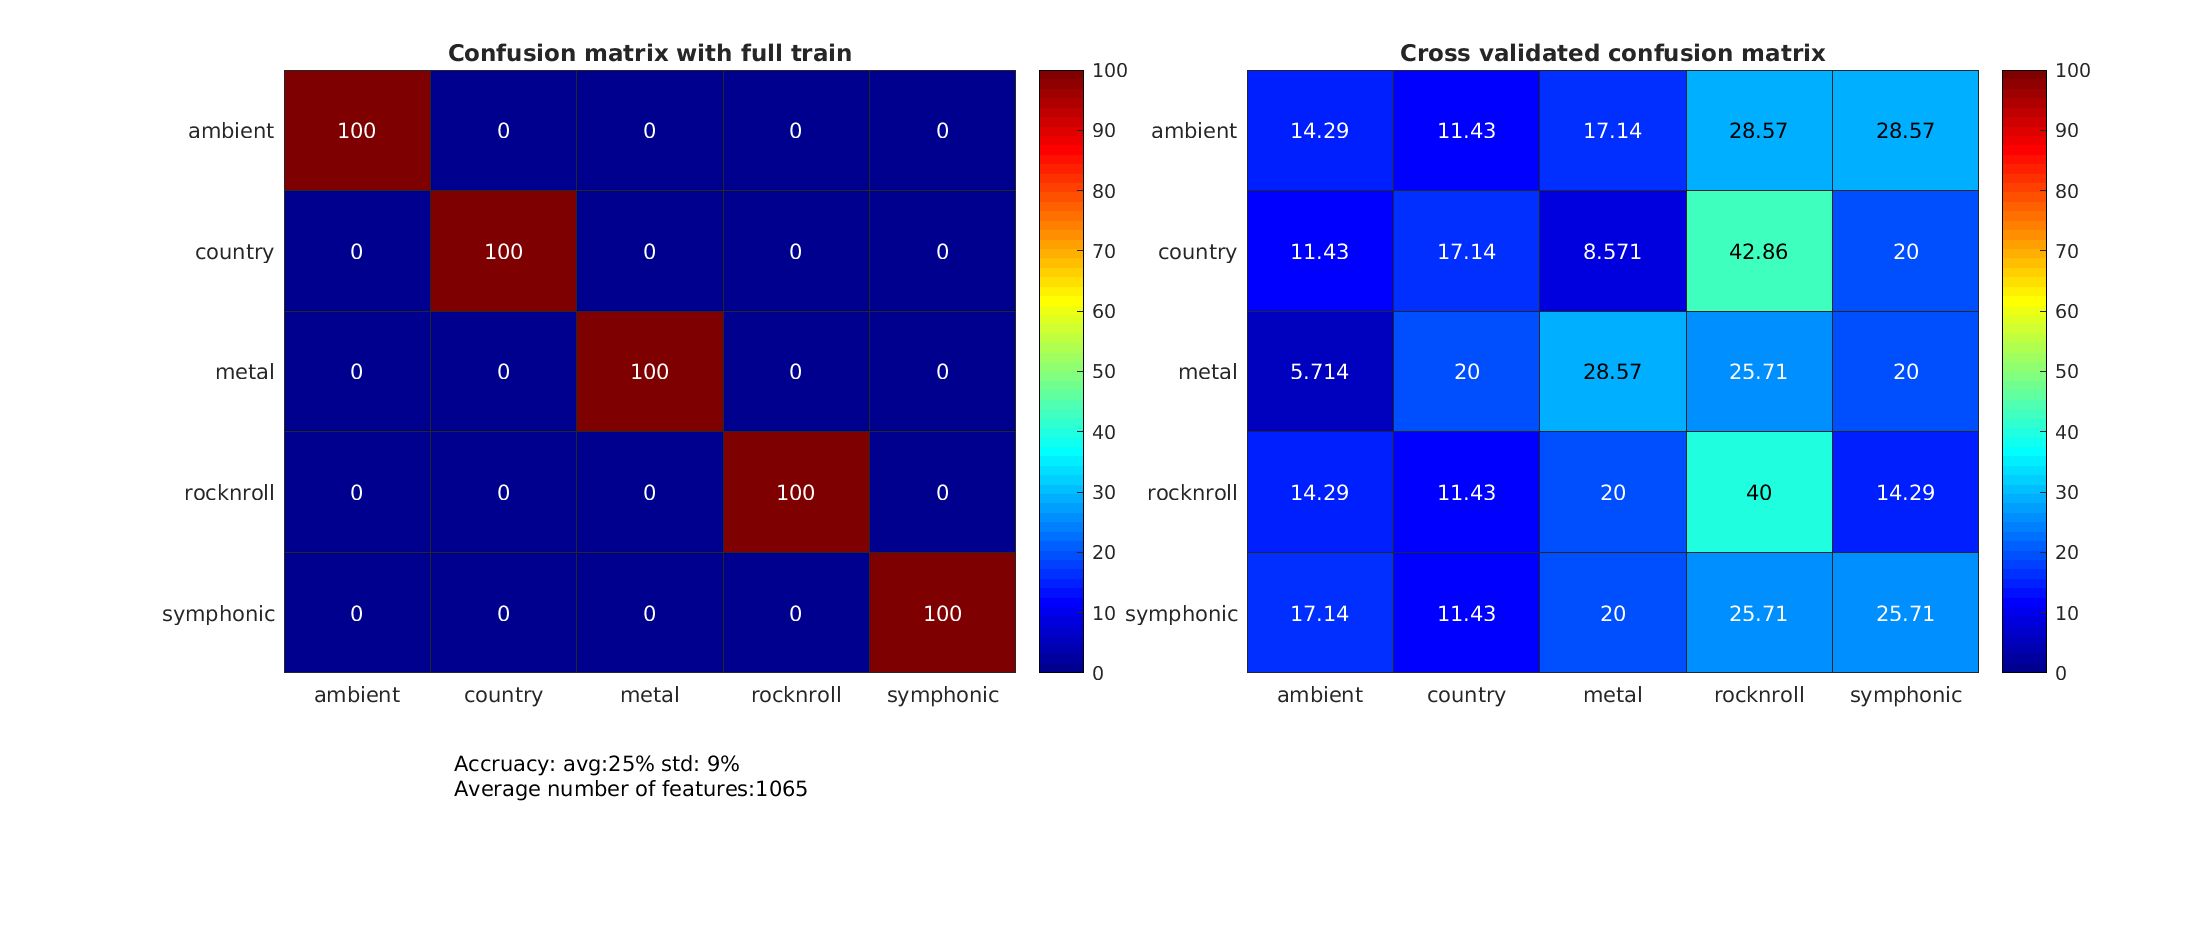 Confusion matrix with full train
ambient 100 0 0 0 0
country 0 100 0 0 0
metal 0 0 100 0 0
rocknroll 0 0 0 100 0
symphonic 0 0 0 0 100
ambient country metal rocknroll symphonic
100
90
80
70
60
50
40
30
20
10
0
Accruacy: avg:25% std: 9%
Average number of features:1065
Cross validated confusion matrix
ambient 14.29 11.43 17.14 28.57 28.57
country 11.43 17.14 8.571 42.86 20
metal 5.714 20 28.57 25.71 20
rocknroll 14.29 11.43 20 40 14.29
symphonic 17.14 11.43 20 25.71 25.71
ambient country metal rocknroll symphonic
100
90
80
70
60
50
40
30
20
10
0